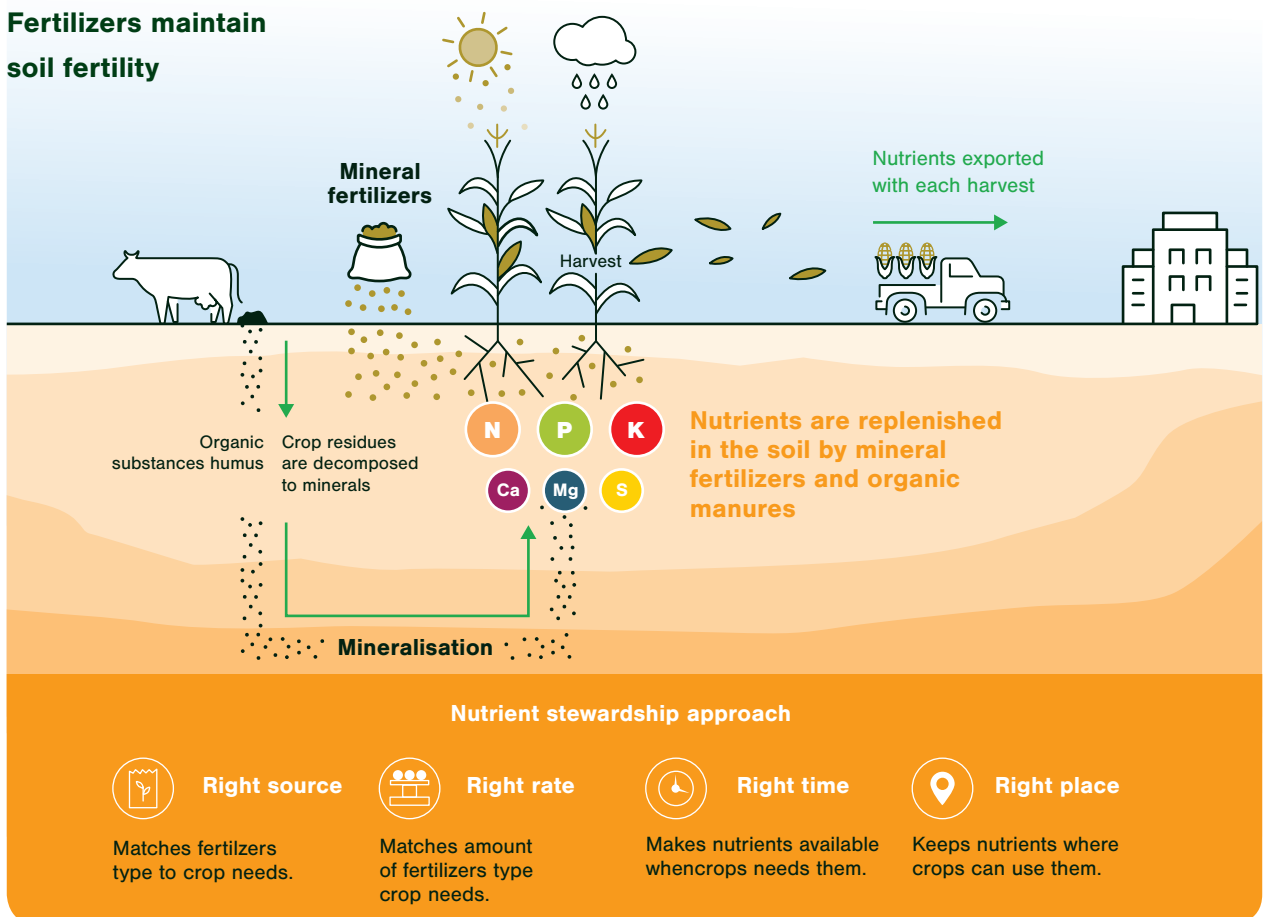 Fertilizers maintain
soil fertility
Mineral
fertilizers
Nutrients exported
with each harvest
Harvest
Organic
substances humus
Crop residues
are decomposed
to minerals
N
P
K
Ca
Mg
S
Nutrients are replenished
in the soil by mineral
fertilizers and organic
manures
Mineralisation
Nutrient stewardship approach
Right source
Matches fertilzers
type to crop needs.
Right rate
Matches amount
of fertilizers type
crop needs.
Right time
Makes nutrients available
whencrops needs them.
Right place
Keeps nutrients where
crops can use them.